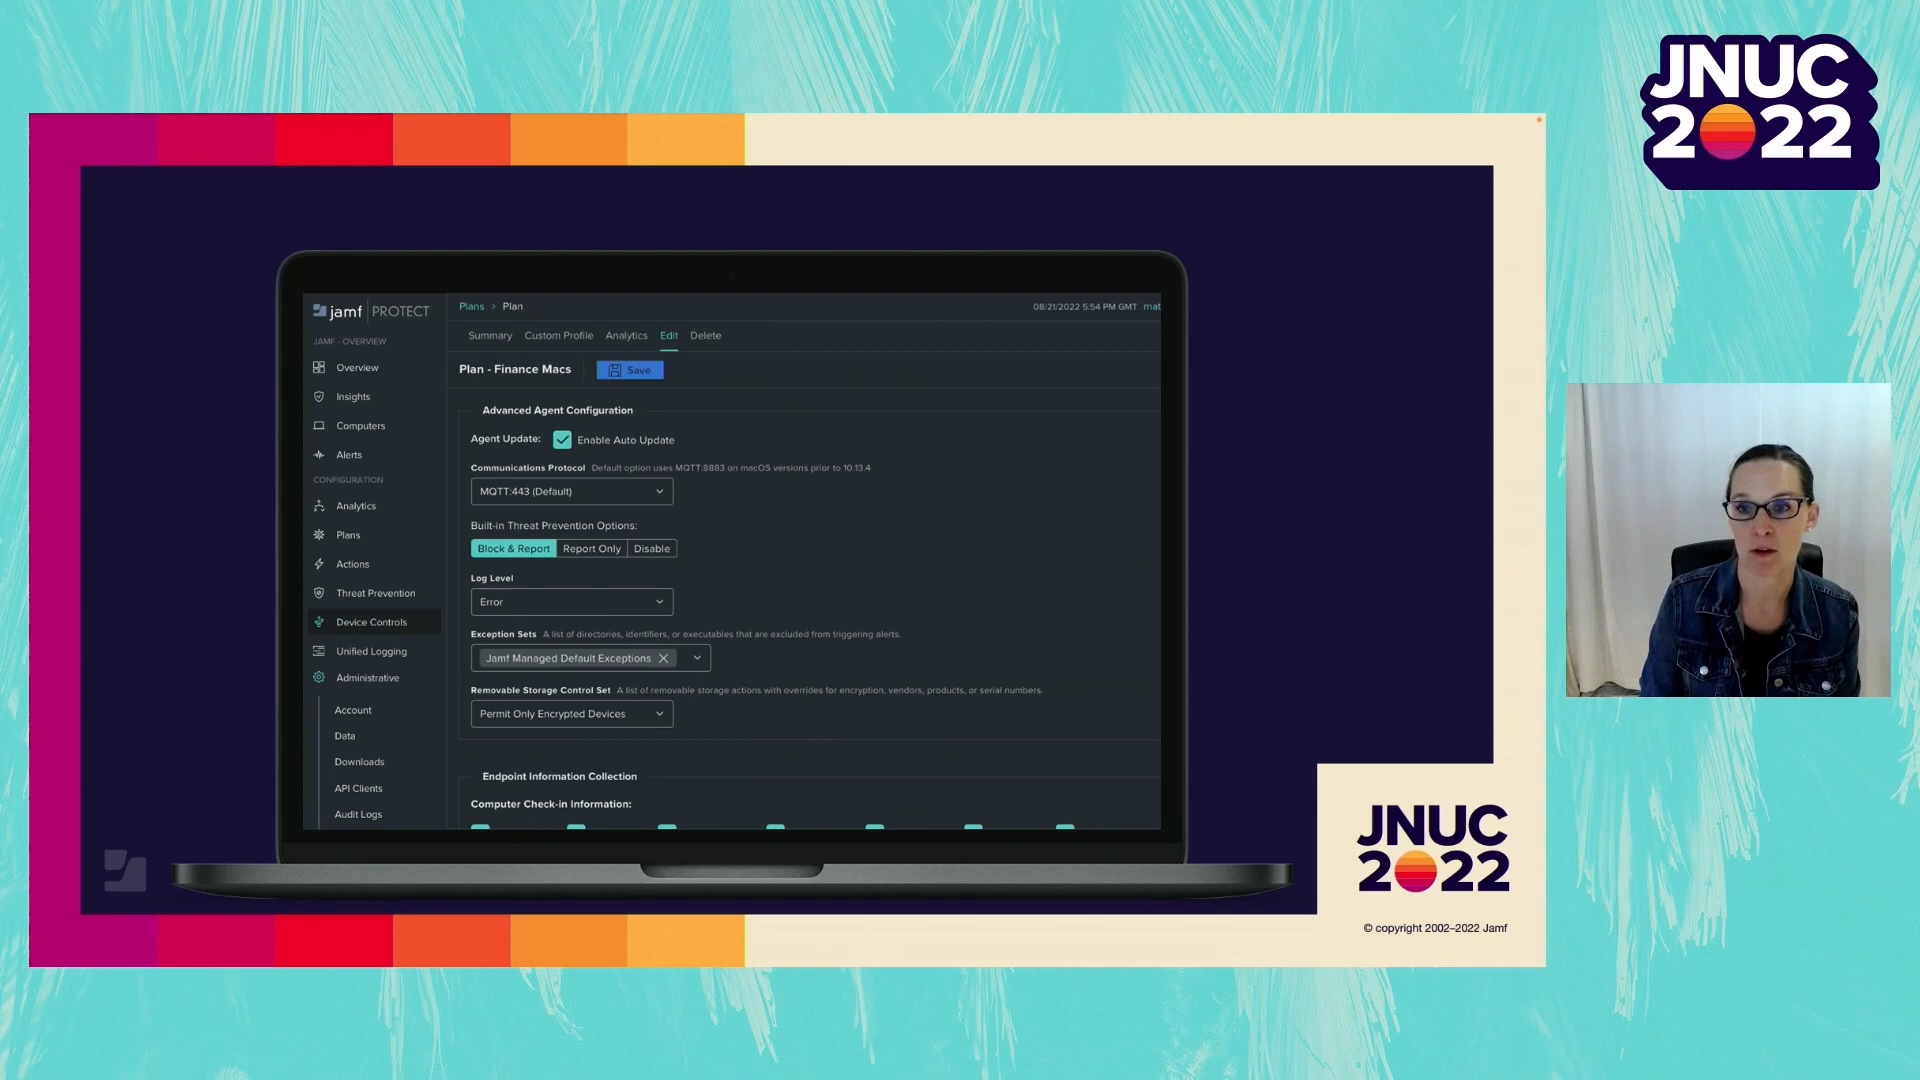 JNUC
2022
jamf PROTECT
JAMF - OVERVIEW
Overview
Insights
Computers
Alerts
CONFIGURATION
Analytics
Plans
Actions
Threat Prevention
Device Controls
Unified Logging
Administrative
Account
Data
Downloads
API Clients
Audit Logs
Plans > Plan
08/21/2022 5:54 PM GMT mat
Summary Custom Profile Analytics Edit Delete
Plan - Finance Macs Save
Advanced Agent Configuration
Agent Update: Enable Auto Update
Communications Protocol Default option uses MQTT:8883 on macOS versions prior to 10.13.4
MQTT:443 (Default)
Built-in Threat Prevention Options:
Block & Report Report Only Disable
Log Level
Error
Exception Sets A list of directories, identifiers, or executables that are excluded from triggering alerts.
Jamf Managed Default Exceptions
Removable Storage Control Set A list of removable storage actions with overrides for encryption, vendors, products, or serial numbers.
Permit Only Encrypted Devices
Endpoint Information Collection
Computer Check-in Information:
JNUC
2022
© copyright 2002–2022 Jamf